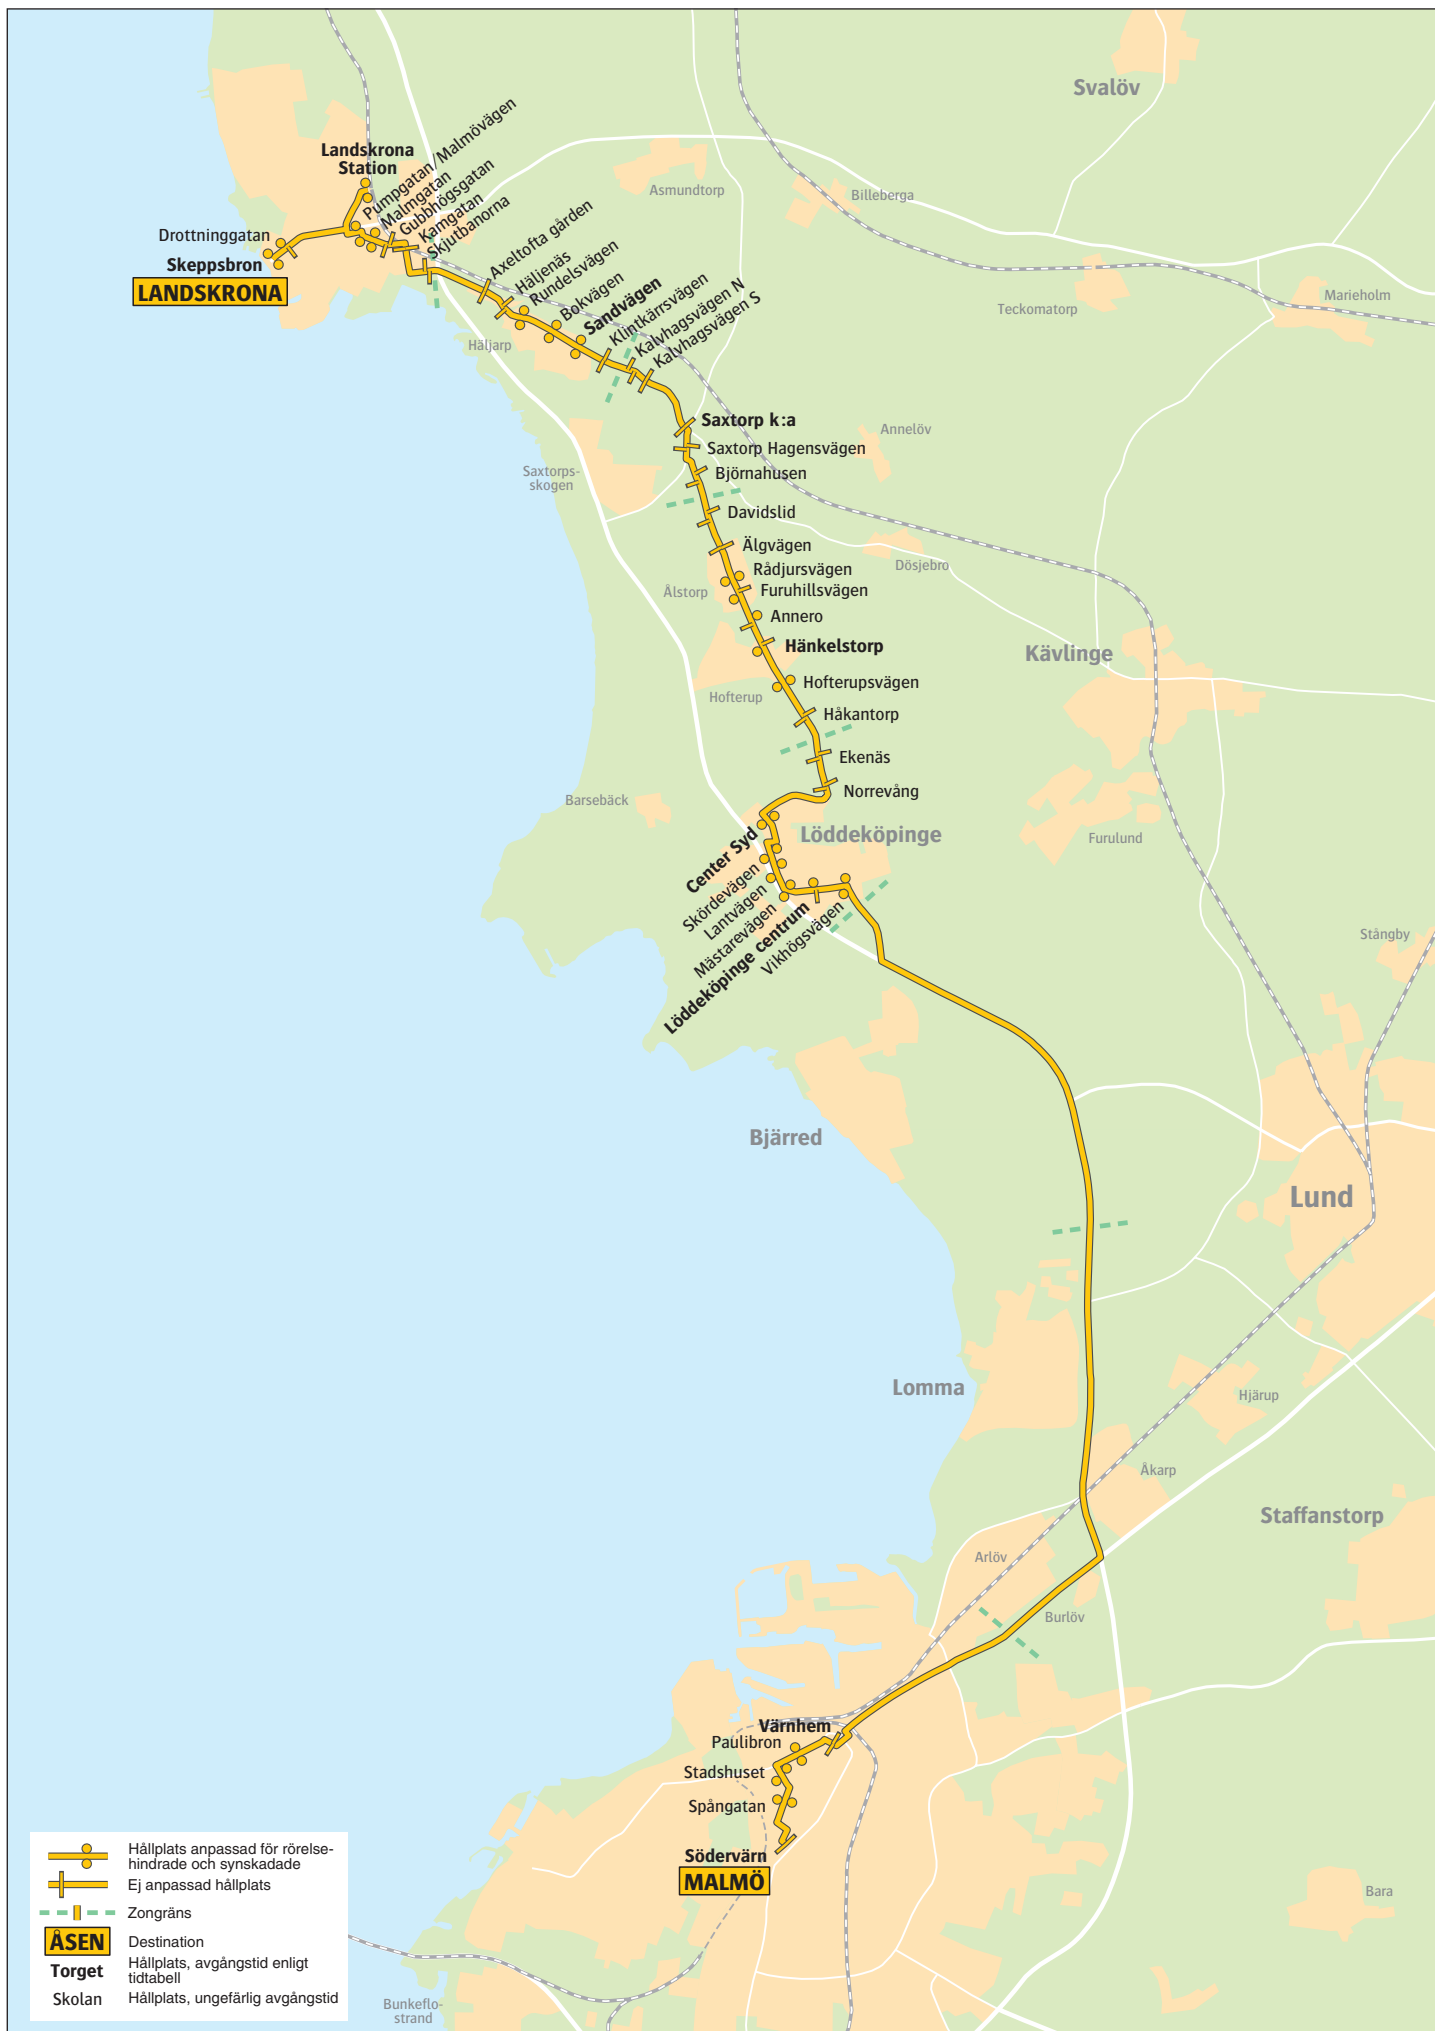 Svalöv
Landskrona
Station
Pumpgatan/Malmövägen
Malmgatan
Gubbhögsgatan
Kamgatan
Skjutbanorna
Drottninggatan
Skeppsbron
LANDSKRONA
Asmundtorp
Billeberga
Teckomatorp
Marieholm
Axeltofta gården
Häljenäs
Rundelsvägen
Bokvägen
Sandvägen
Klintkärrsvägen
Kalvhagsvägen N
Kalvhagsvägen S
Häljarp
Saxtorp k:a
Annelöv
Saxtorp Hagensvägen
Saxtorps-
skogen
Björnahusen
Davidslid
Älgvägen
Dösjebro
Rådjursvägen
Ålstorp
Furuhillsvägen
Annero
Hänkelstorp
Kävlinge
Hofterupsvägen
Hofterup
Håkantorp
Ekenäs
Norrevång
Barsebäck
Löddeköpinge
Furulund
Center Syd
Skördevägen
Lantvägen
Mästarevägen
Löddeköpinge centrum
Vikhögsvägen
Stångby
Bjärred
Lund
Lomma
Hjärup
Åkarp
Staffanstorp
Arlöv
Burlöv
Värnhem
Paulibron
Stadshuset
Spångatan
Södervärn
MALMÖ
Bara
Bunkeflo-
strand
Hållplats anpassad för rörelse-
hindrade och synskadade
Ej anpassad hållplats
Zongräns
ÅSEN Destination
Torget Hållplats, avgångstid enligt
tidtabell
Skolan Hållplats, ungefärlig avgångstid